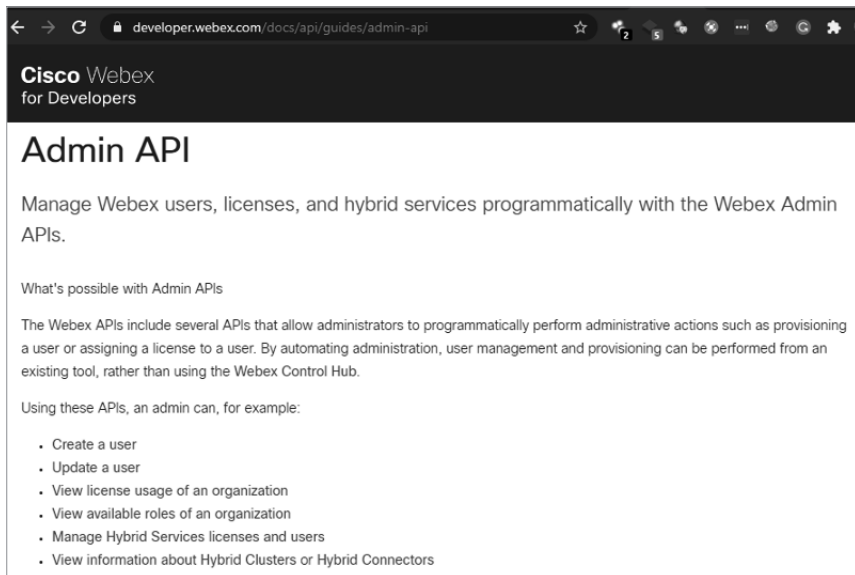 developer.webex.com/docs/api/guides/admin-api
2
5
Cisco Webex
for Developers
Admin API
Manage Webex users, licenses, and hybrid services programmatically with the Webex Admin
APIs.
What's possible with Admin APIs
The Webex APIs include several APIs that allow administrators to programmatically perform administrative actions such as provisioning
a user or assigning a license to a user. By automating administration, user management and provisioning can be performed from an
existing tool, rather than using the Webex Control Hub.
Using these APIs, an admin can, for example:
• Create a user
• Update a user
• View license usage of an organization
• View available roles of an organization
• Manage Hybrid Services licenses and users
• View information about Hybrid Clusters or Hybrid Connectors